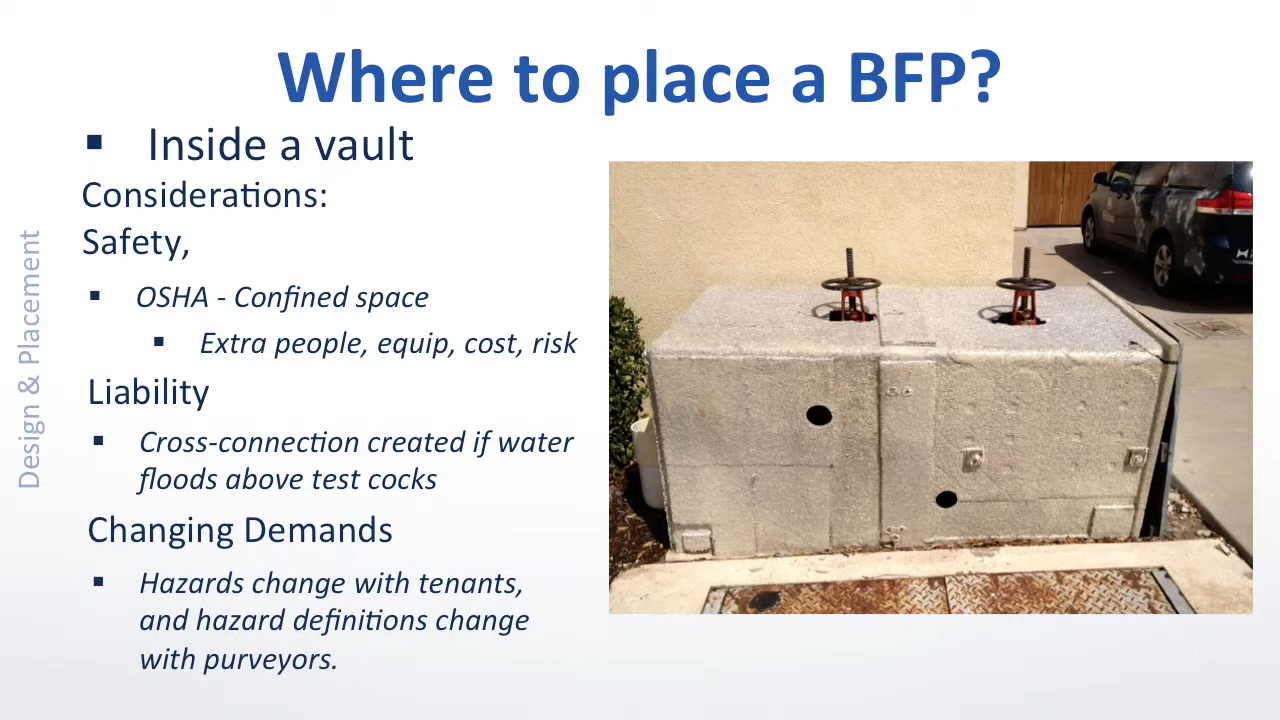 Where to place a BFP?
▪ Inside a vault
Considerations:
Safety,
▪ OSHA - Confined space
▪ Extra people, equip, cost, risk
Liability
▪ Cross-connection created if water
floods above test cocks
Changing Demands
▪ Hazards change with tenants,
and hazard definitions change
with purveyors.
Design & Placement